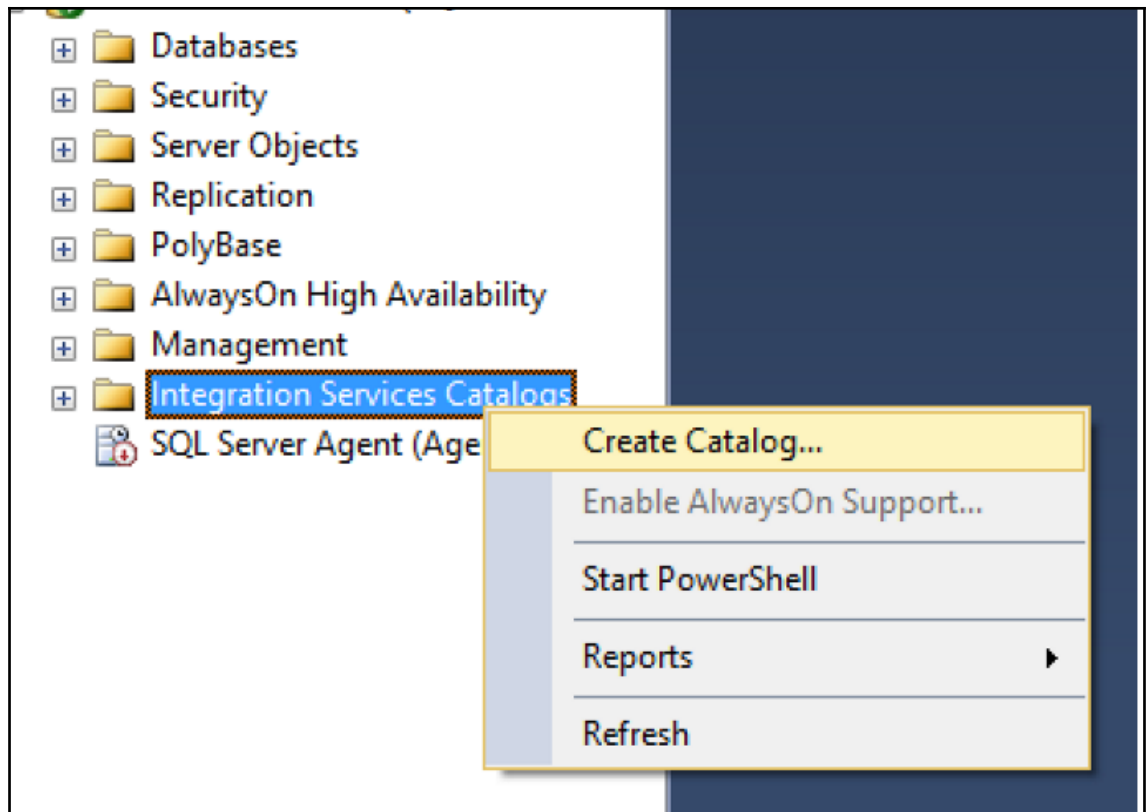 Databases
Security
Server Objects
Replication
PolyBase
AlwaysOn High Availability
Management
Integration Services Catalogs
SQL Server Agent (Age
Create Catalog...
Enable AlwaysOn Support...
Start PowerShell
Reports
Refresh